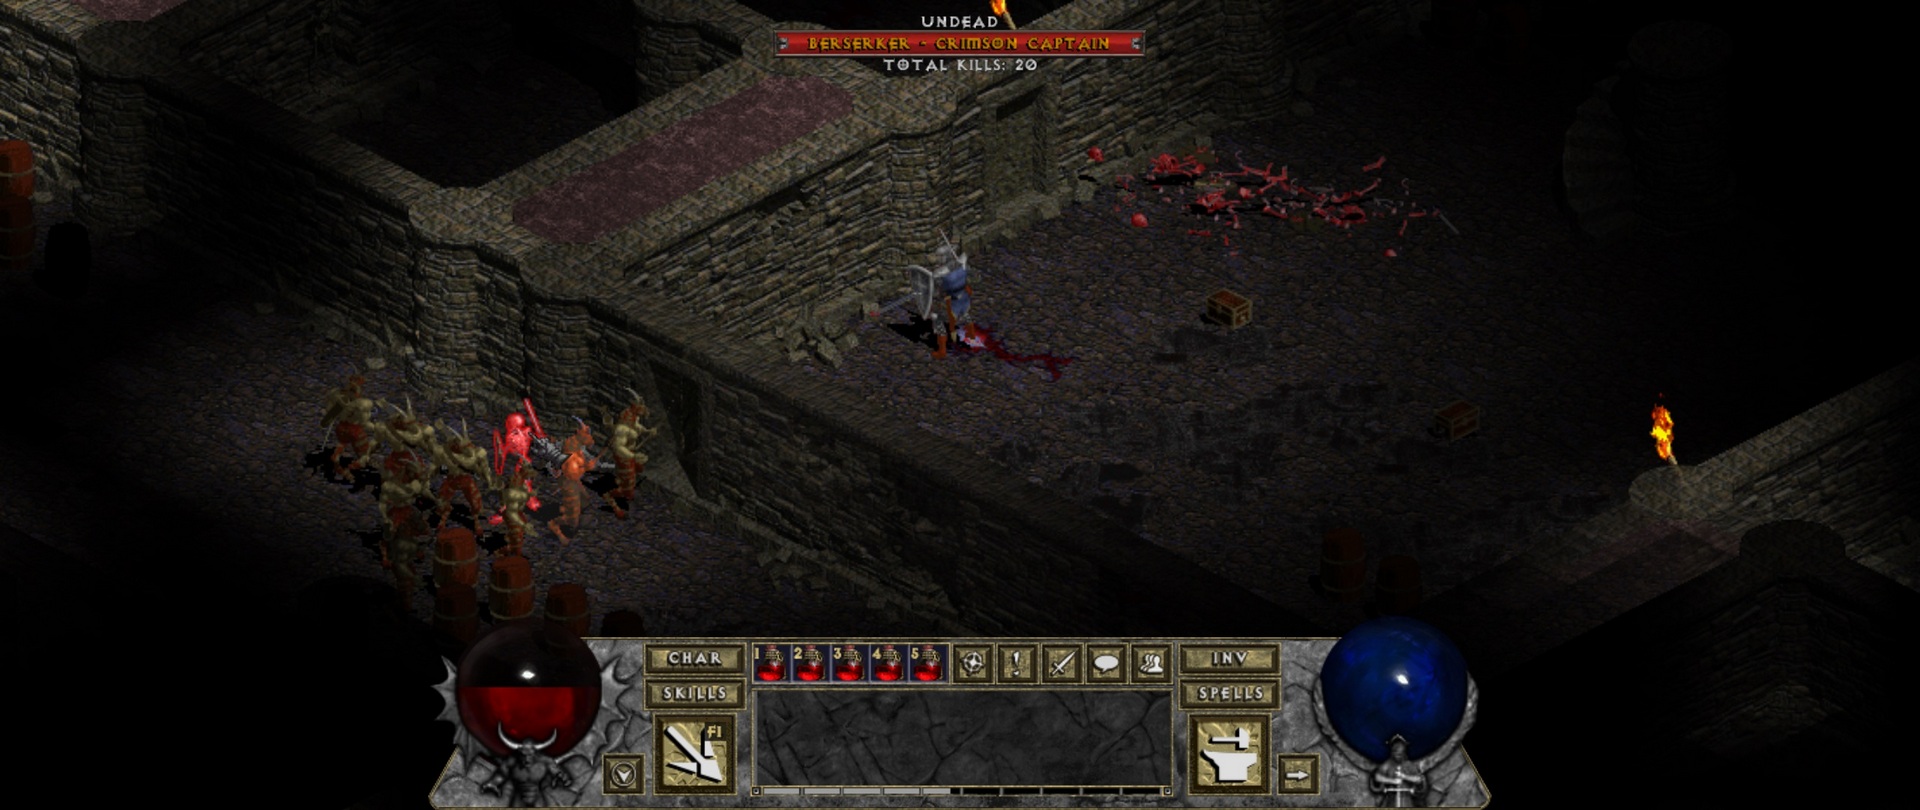 UNDEAD
BERSERKER - CRIMSON CAPTAIN
TOTAL KILLS: 20
CHAR
1 2 3 4 5
INV
SKILLS
SPELLS
F1